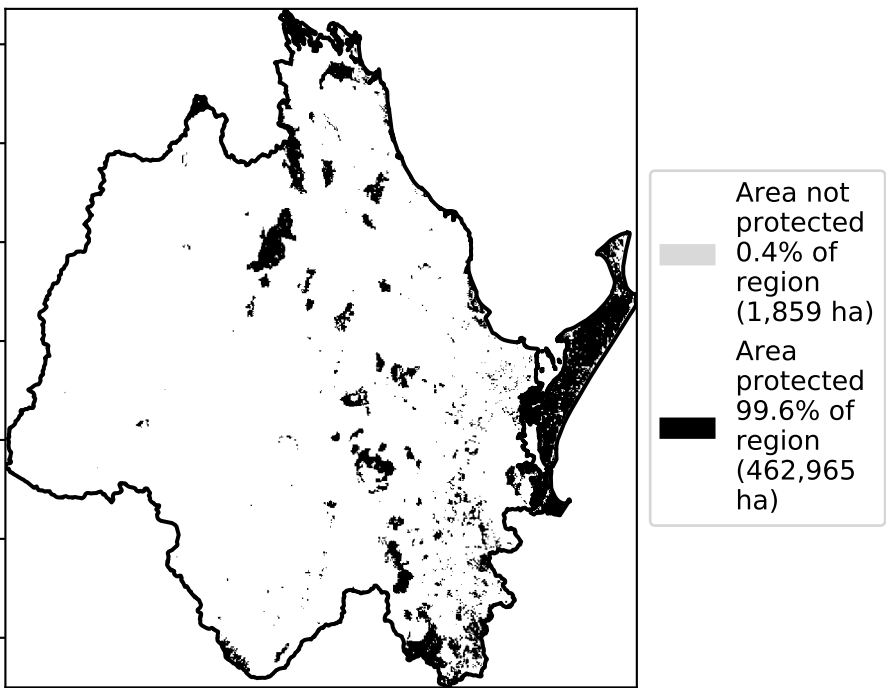 Area not
protected
0.4% of
region
(1,859 ha)
Area
protected
99.6% of
region
(462,965
ha)